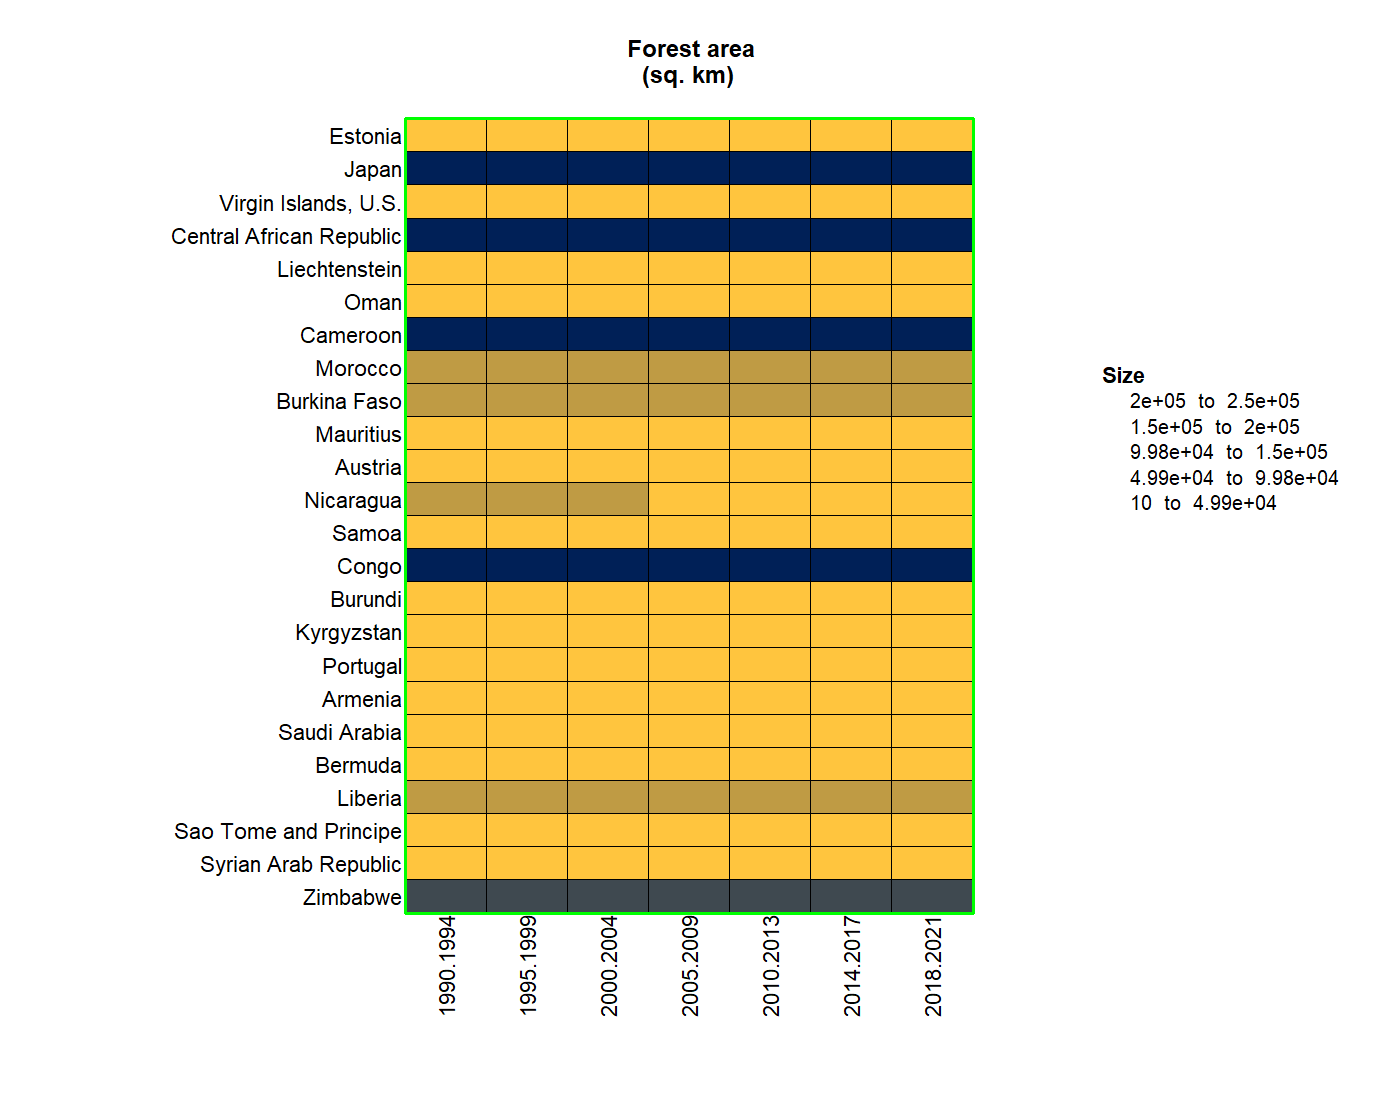 Forest area
(sq. km)
Estonia
Japan
Virgin Islands, U.S.
Central African Republic
Liechtenstein
Oman
Cameroon
Morocco
Burkina Faso
Mauritius
Austria
Nicaragua
Samoa
Congo
Burundi
Kyrgyzstan
Portugal
Armenia
Saudi Arabia
Bermuda
Liberia
Sao Tome and Principe
Syrian Arab Republic
Zimbabwe
1990.1994
1995.1999
2000.2004
2005.2009
2010.2013
2014.2017
2018.2021
Size
2e+05 to 2.5e+05
1.5e+05 to 2e+05
9.98e+04 to 1.5e+05
4.99e+04 to 9.98e+04
10 to 4.99e+04